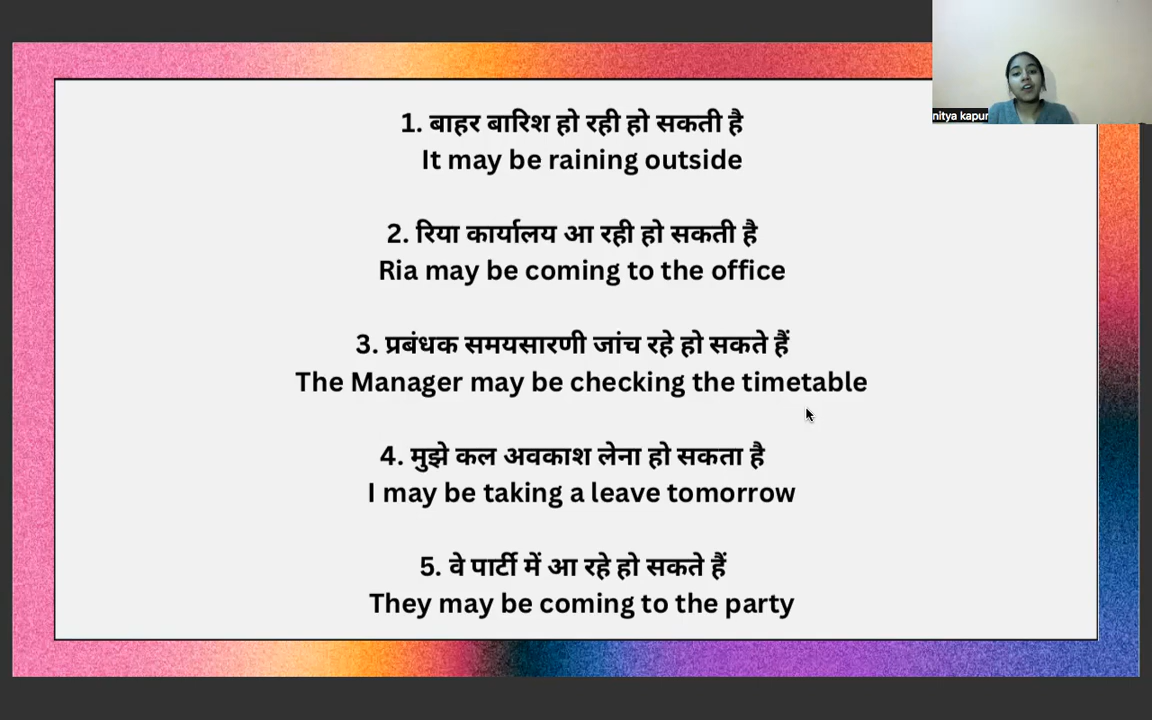 nitya kapur
1. बाहर बारिश हो रही हो सकती है
It may be raining outside
2. रिया कार्यालय आ रही हो सकती है
Ria may be coming to the office
3. प्रबंधक समयसारणी जांच रहे हो सकते हैं
The Manager may be checking the timetable
4. मुझे कल अवकाश लेना हो सकता है
I may be taking a leave tomorrow
5. वे पार्टी में आ रहे हो सकते हैं
They may be coming to the party